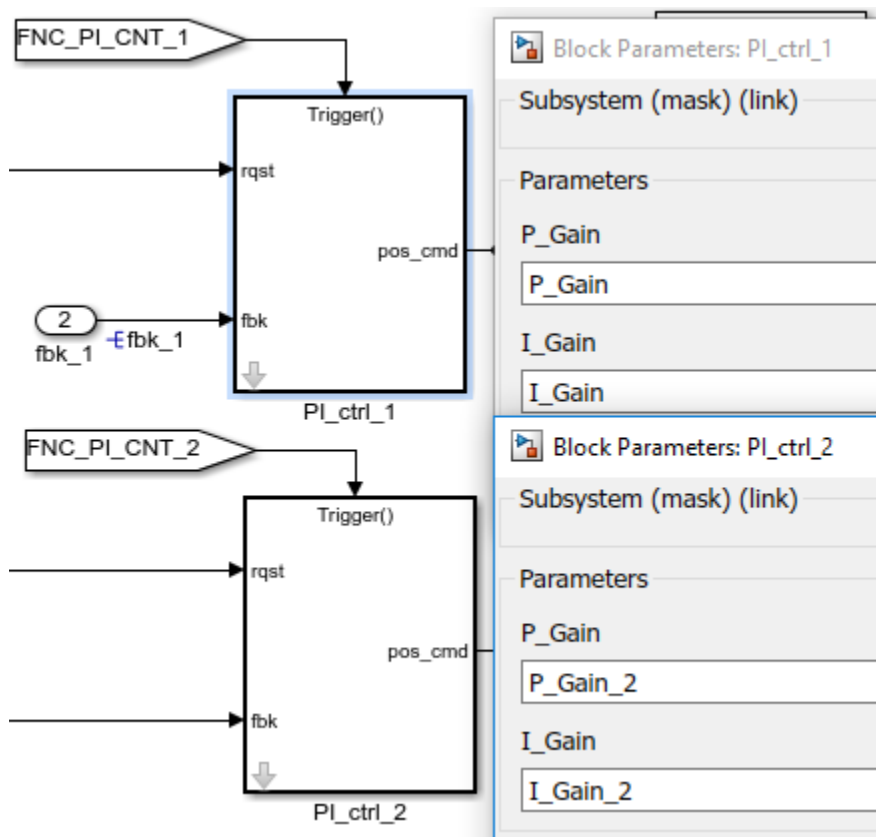 FNC_PI_CNT_1
Trigger()
rqst
pos_cmd
2
fbk_1
fbk_1
fbk
PI_ctrl_1
Block Parameters: PI_ctrl_1
Subsystem (mask) (link)
Parameters
P_Gain
P_Gain
I_Gain
I_Gain
FNC_PI_CNT_2
Trigger()
rqst
pos_cmd
fbk
PI_ctrl_2
Block Parameters: PI_ctrl_2
Subsystem (mask) (link)
Parameters
P_Gain
P_Gain_2
I_Gain
I_Gain_2